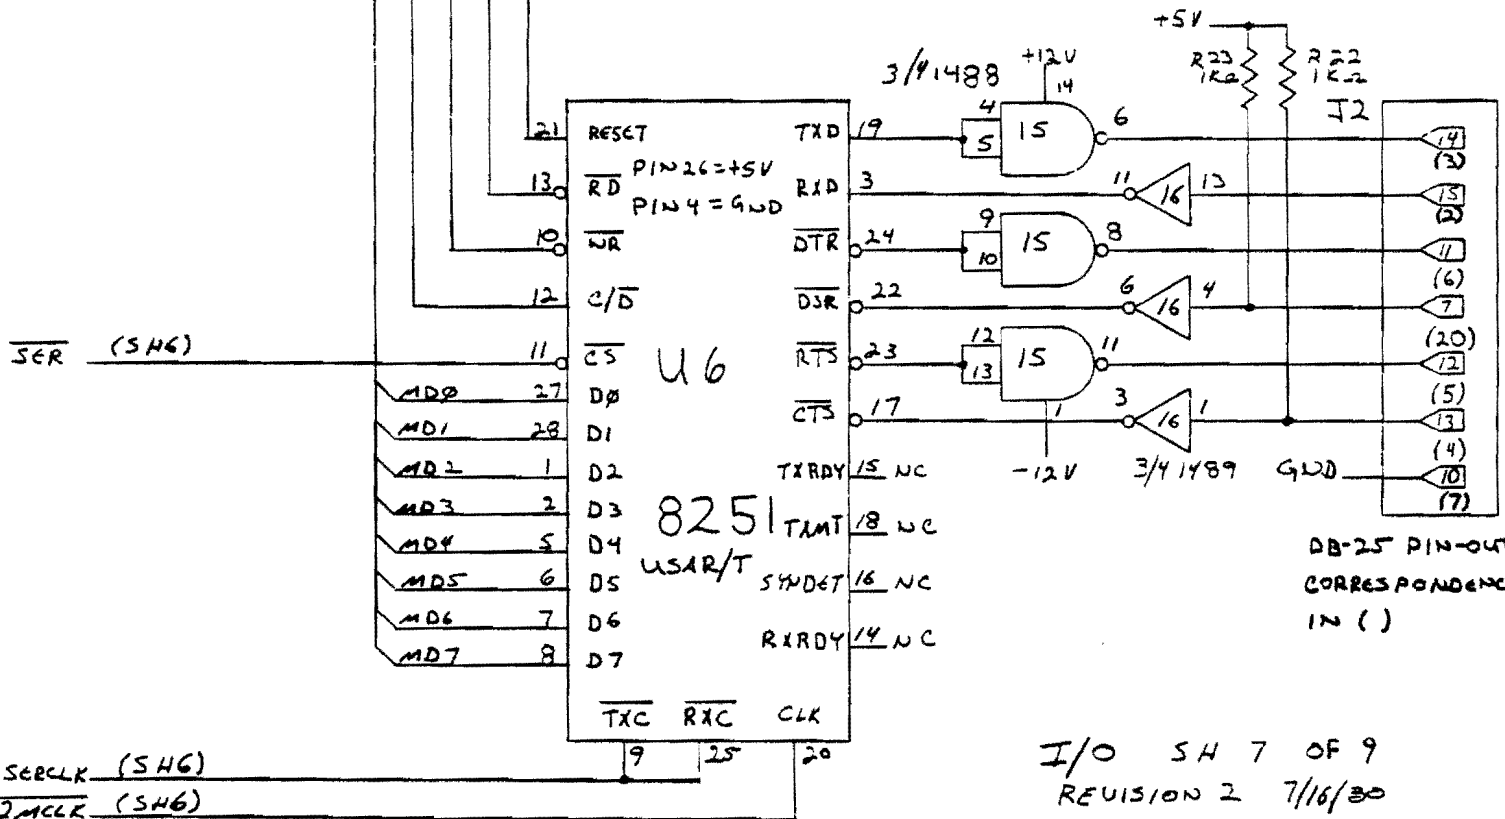 +5V
R23 1KΩ
R22 1KΩ
3/4 1488
+12V
14
J2
21 RESET
TXD 19
4
5
15
6
14
(3)
13 RD
PIN 26=+5V
PIN 4 = GND
RXD 3
11
16
13
15
(2)
10 WR
DTR 24
9
10
15
8
11
(6)
12 C/D
DSR 22
6
16
4
7
(20)
SER (SH6)
11 CS
U6
RTS 23
12
13
15
11
12
(5)
MD0 27 D0
CTS 17
3
16
1
13
(4)
1
-12V
3/4 1489
GND
10
(7)
MD1 28 D1
MD2 1 D2
TXRDY 15 NC
MD3 2 D3
8251
USAR/T
TXMT 18 NC
MD4 5 D4
MD5 6 D5
SYNDET 16 NC
MD6 7 D6
RXRDY 14 NC
MD7 8 D7
DB-25 PIN-OUT
CORRESPONDENC
IN ( )
TXC RXC CLK
9 25 20
SERCLK (SH6)
2MCLK (SH6)
I/O SH 7 OF 9
REVISION 2 7/16/80